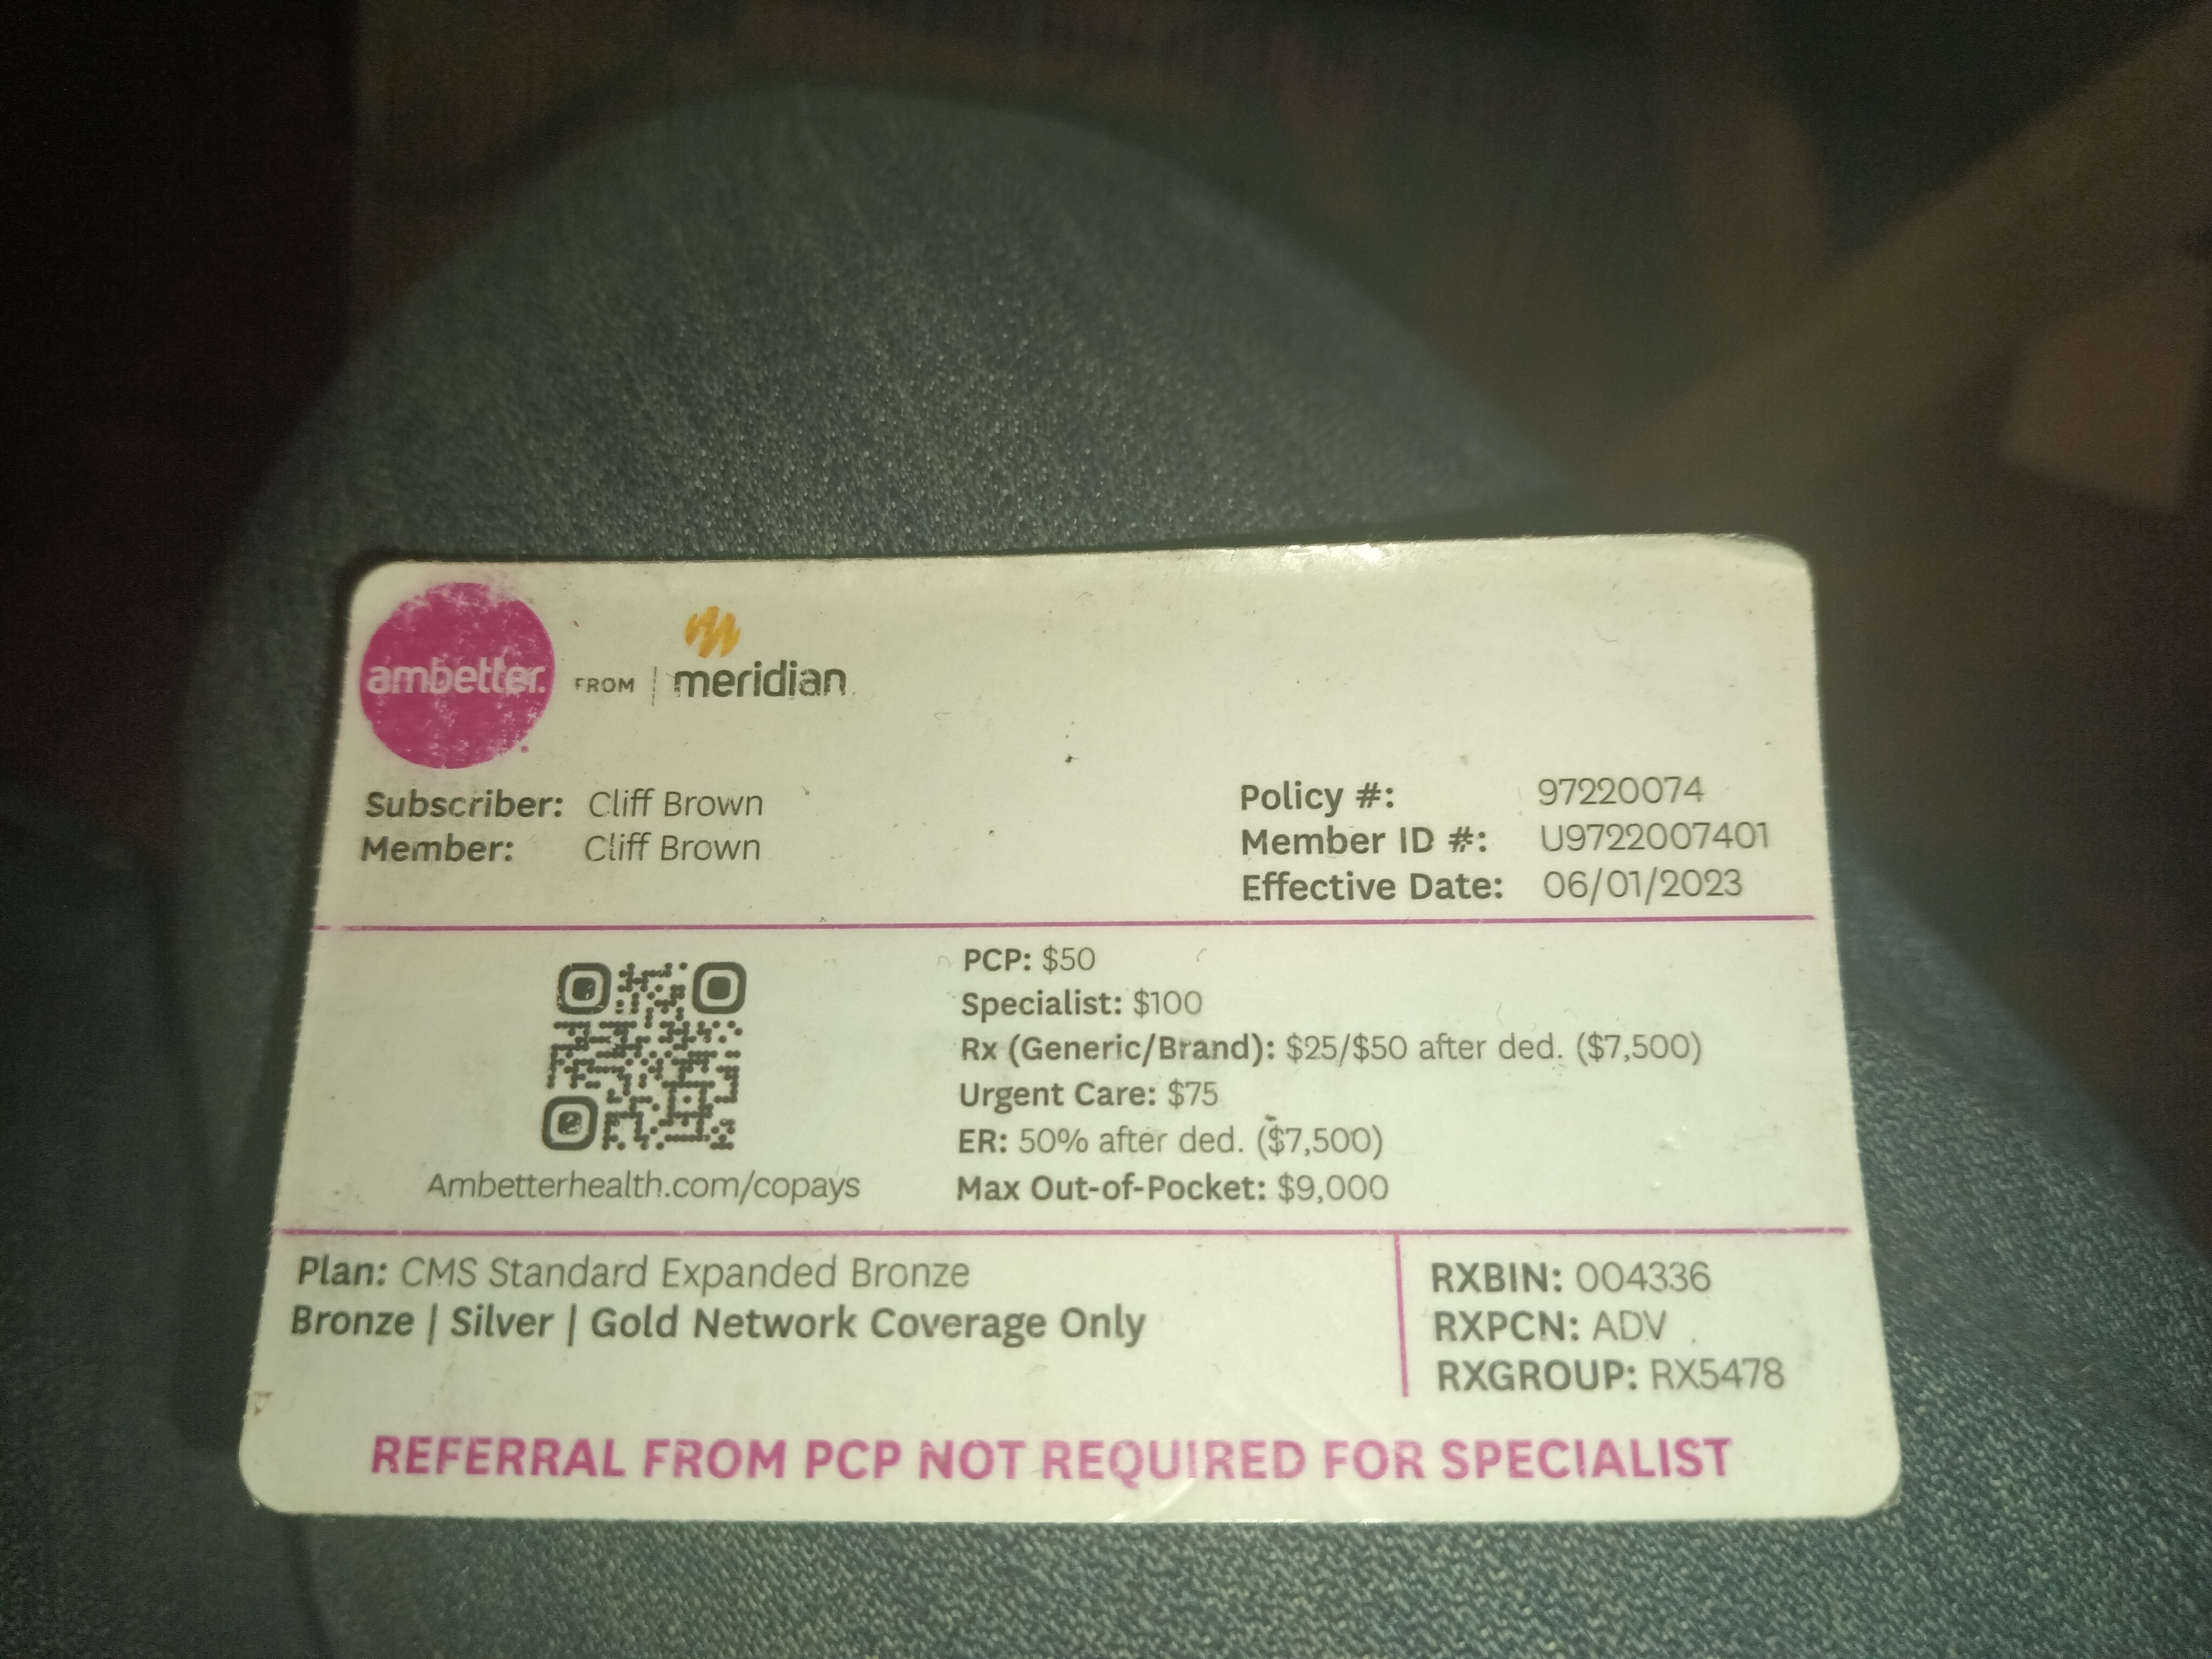 ambetter. FROM | meridian
Subscriber: Cliff Brown
Member: Cliff Brown
Policy #: 97220074
Member ID #: U9722007401
Effective Date: 06/01/2023
Ambetterhealth.com/copays
PCP: $50
Specialist: $100
Rx (Generic/Brand): $25/$50 after ded. ($7,500)
Urgent Care: $75
ER: 50% after ded. ($7,500)
Max Out-of-Pocket: $9,000
Plan: CMS Standard Expanded Bronze
Bronze | Silver | Gold Network Coverage Only
RXBIN: 004336
RXPCN: ADV
RXGROUP: RX5478
REFERRAL FROM PCP NOT REQUIRED FOR SPECIALIST